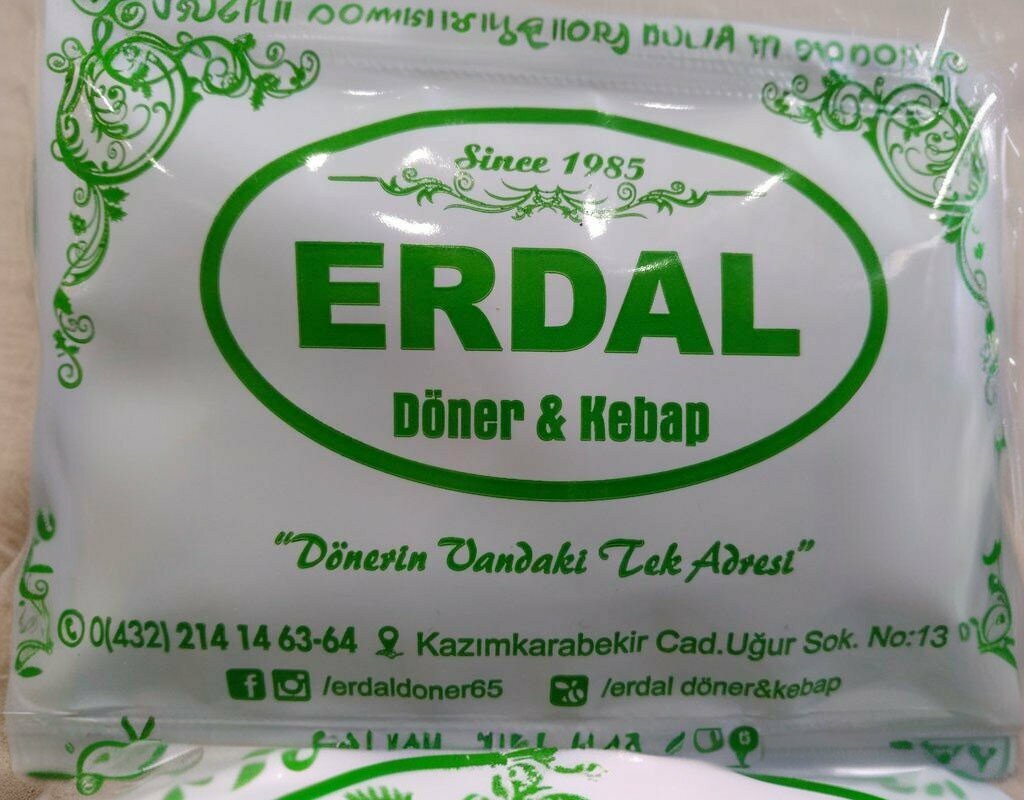 Since 1985
ERDAL
Döner & Kebap
"Dönerin Vandaki Tek Adresi"
0(432) 214 14 63-64 Kazımkarabekir Cad.Uğur Sok. No:13
/erdaldoner65 /erdal döner&kebap